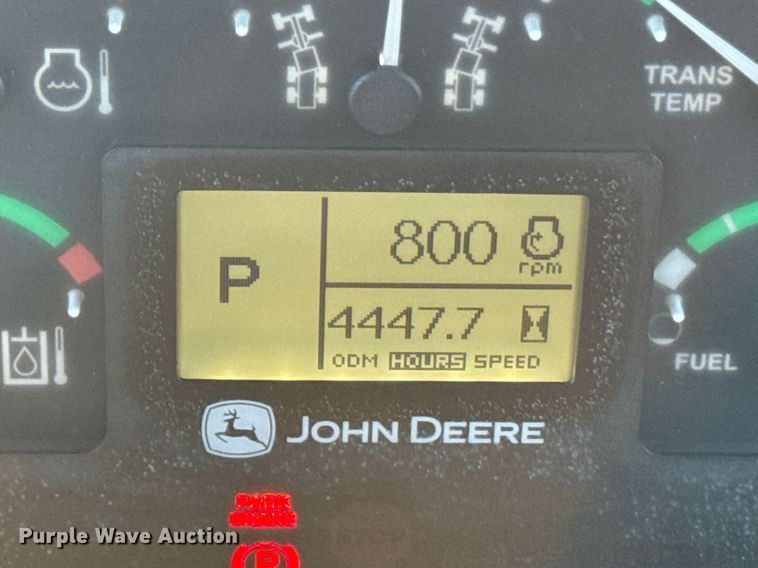 TRANS
TEMP
P
800
rpm
4447.7
ODM HOURS SPEED
FUEL
JOHN DEERE
PARK
BRAKE
P
Purple Wave Auction